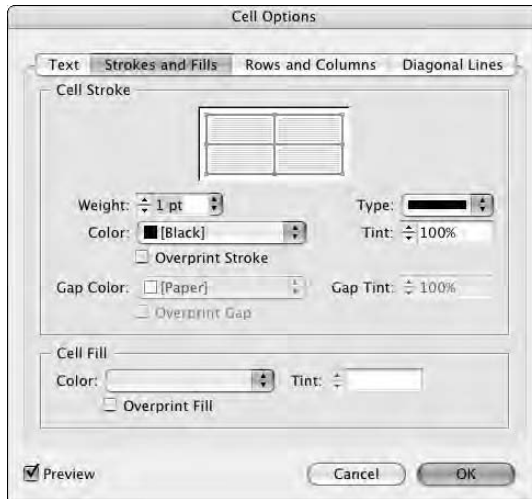 Cell Options
Text Strokes and Fills Rows and Columns Diagonal Lines
Cell Stroke
Weight: 1 pt Type:
Color: [Black] Tint: 100%
Overprint Stroke
Gap Color: [Paper] Gap Tint: 100%
Overprint Gap
Cell Fill
Color: Tint:
Overprint Fill
Preview Cancel OK